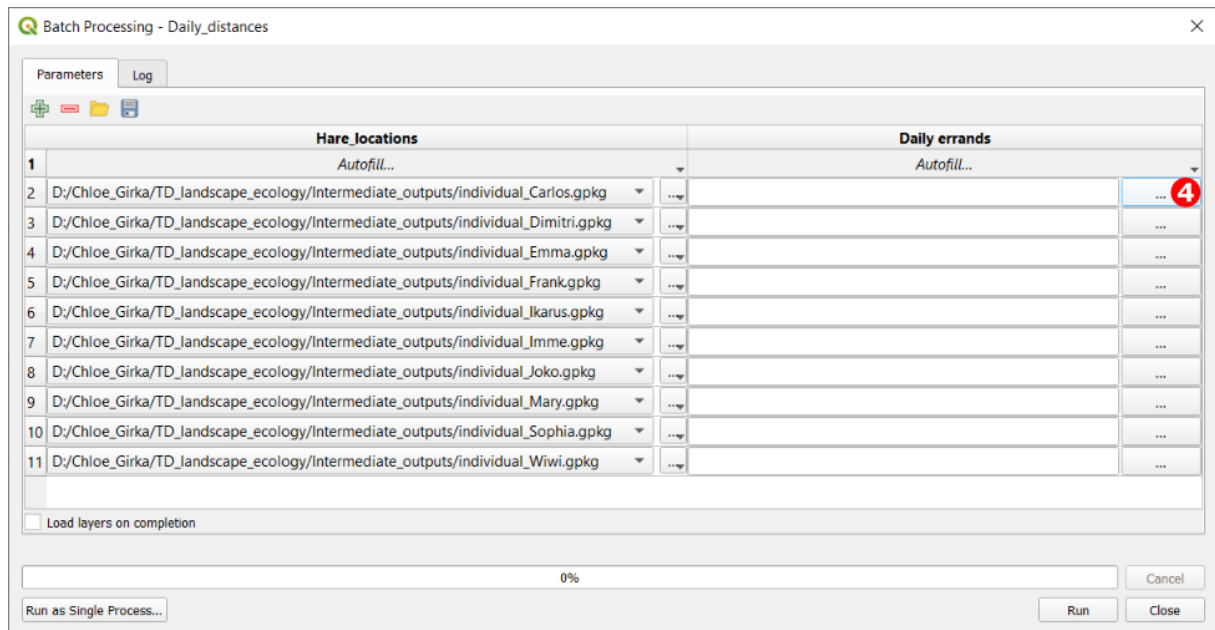 Batch Processing - Daily_distances
Parameters Log
Hare_locations Daily errands
1 Autofill... Autofill...
2 D:/Chloe_Girka/TD_landscape_ecology/Intermediate_outputs/individual_Carlos.gpkg ... ... 4
3 D:/Chloe_Girka/TD_landscape_ecology/Intermediate_outputs/individual_Dimitri.gpkg ... ...
4 D:/Chloe_Girka/TD_landscape_ecology/Intermediate_outputs/individual_Emma.gpkg ... ...
5 D:/Chloe_Girka/TD_landscape_ecology/Intermediate_outputs/individual_Frank.gpkg ... ...
6 D:/Chloe_Girka/TD_landscape_ecology/Intermediate_outputs/individual_Ikarus.gpkg ... ...
7 D:/Chloe_Girka/TD_landscape_ecology/Intermediate_outputs/individual_Imme.gpkg ... ...
8 D:/Chloe_Girka/TD_landscape_ecology/Intermediate_outputs/individual_Joko.gpkg ... ...
9 D:/Chloe_Girka/TD_landscape_ecology/Intermediate_outputs/individual_Mary.gpkg ... ...
10 D:/Chloe_Girka/TD_landscape_ecology/Intermediate_outputs/individual_Sophia.gpkg ... ...
11 D:/Chloe_Girka/TD_landscape_ecology/Intermediate_outputs/individual_Wiwi.gpkg ... ...
Load layers on completion
0% Cancel
Run as Single Process... Run Close